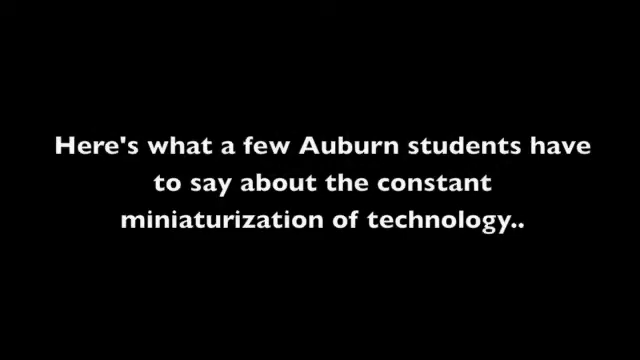 Here's what a few Auburn students have
to say about the constant
miniaturization of technology..